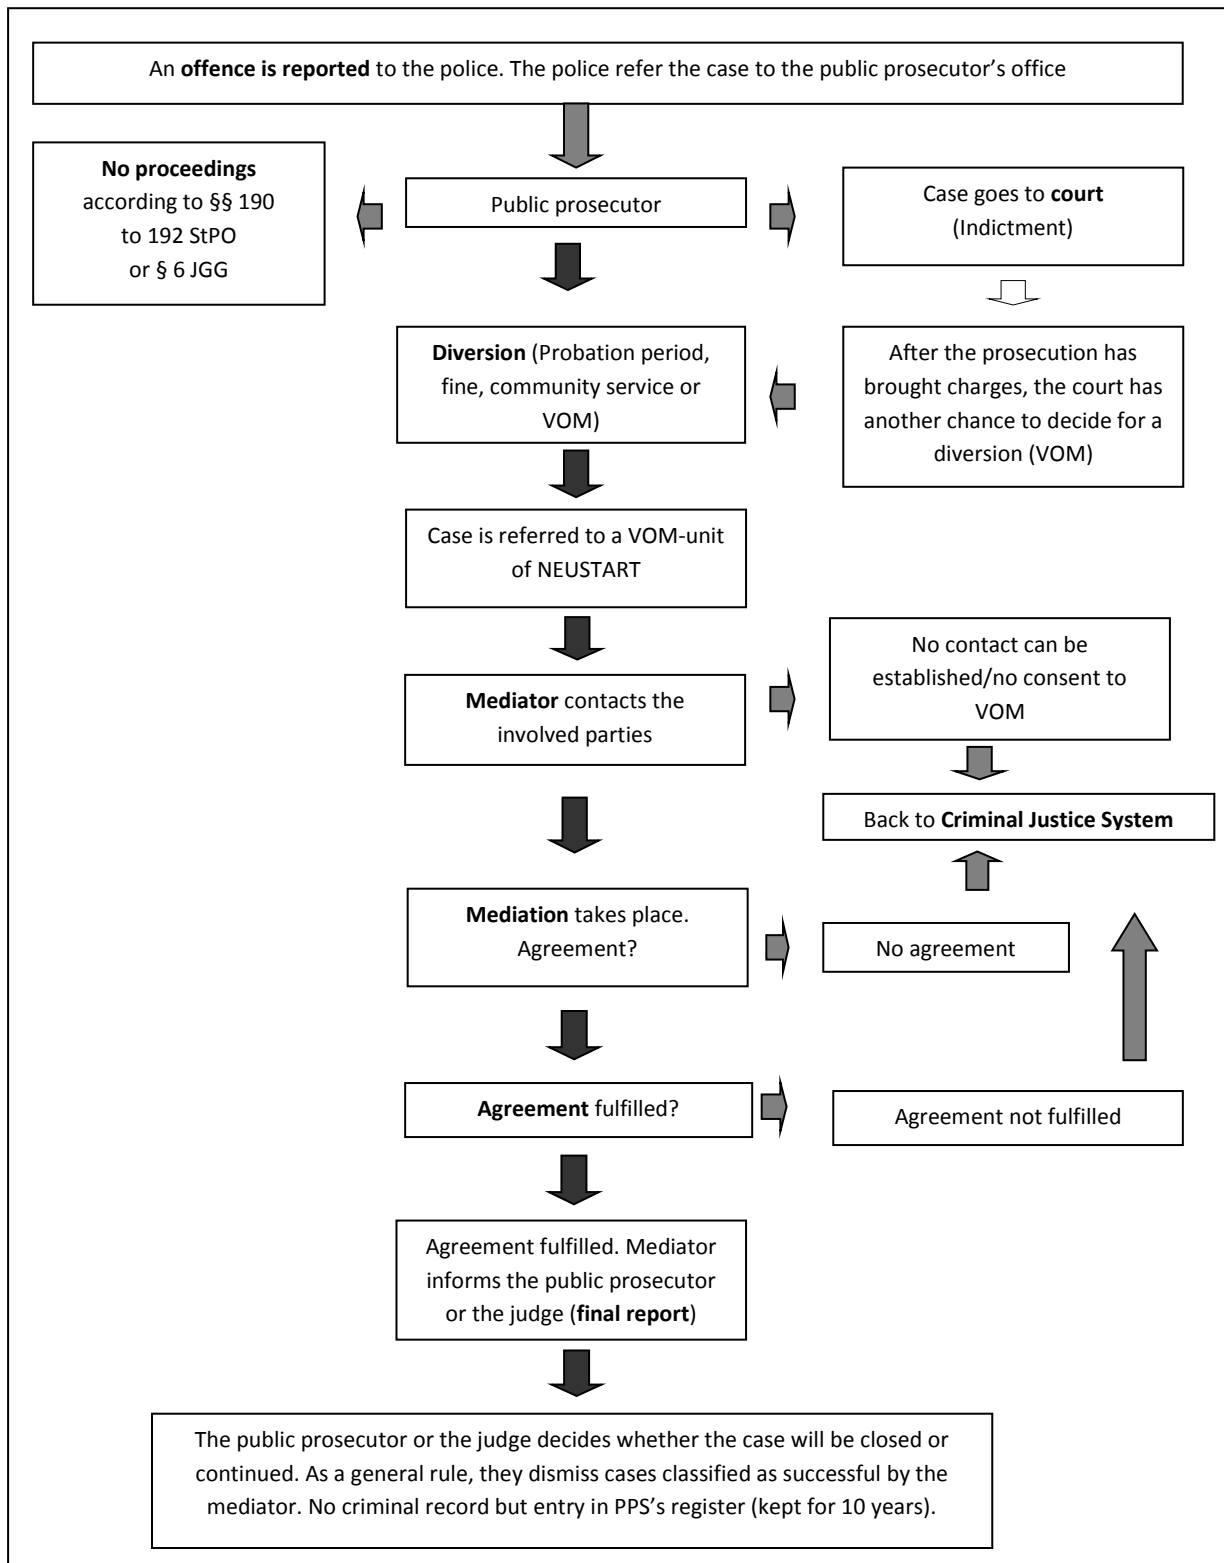 An offence is reported to the police. The police refer the case to the public prosecutor’s office
No proceedings
according to §§ 190
to 192 StPO
or § 6 JGG
Public prosecutor
Case goes to court
(Indictment)
Diversion (Probation period,
fine, community service or
VOM)
After the prosecution has
brought charges, the court has
another chance to decide for a
diversion (VOM)
Case is referred to a VOM-unit
of NEUSTART
Mediator contacts the
involved parties
No contact can be
established/no consent to
VOM
Back to Criminal Justice System
Mediation takes place.
Agreement?
No agreement
Agreement fulfilled?
Agreement not fulfilled
Agreement fulfilled. Mediator
informs the public prosecutor
or the judge (final report)
The public prosecutor or the judge decides whether the case will be closed or
continued. As a general rule, they dismiss cases classified as successful by the
mediator. No criminal record but entry in PPS’s register (kept for 10 years).